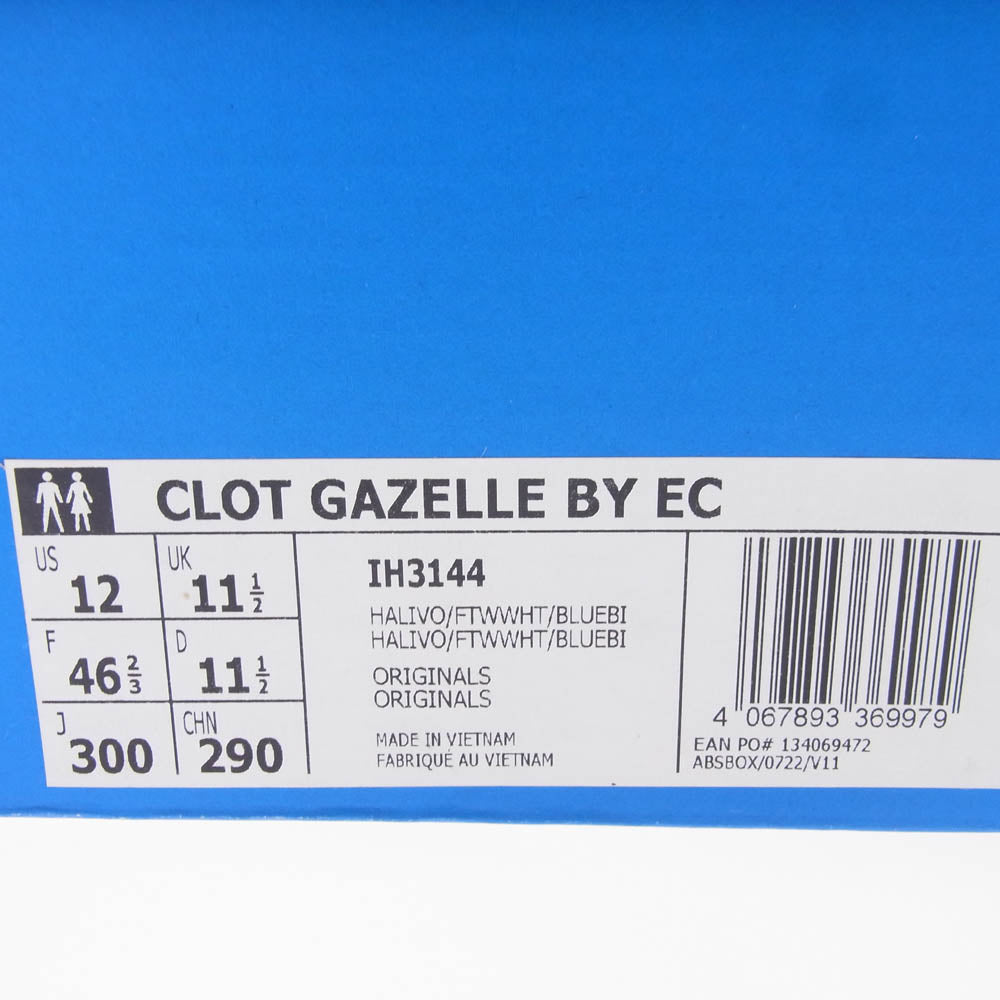 CLOT GAZELLE BY EC
US 12 UK 11 1/2
F 46 2/3 D 11 1/2
J 300 CHN 290
IH3144
HALIVO/FTWWHT/BLUEBI
HALIVO/FTWWHT/BLUEBI
ORIGINALS
ORIGINALS
MADE IN VIETNAM
FABRIQUÉ AU VIETNAM
4 067893 369979
EAN PO# 134069472
ABSBOX/0722/V11